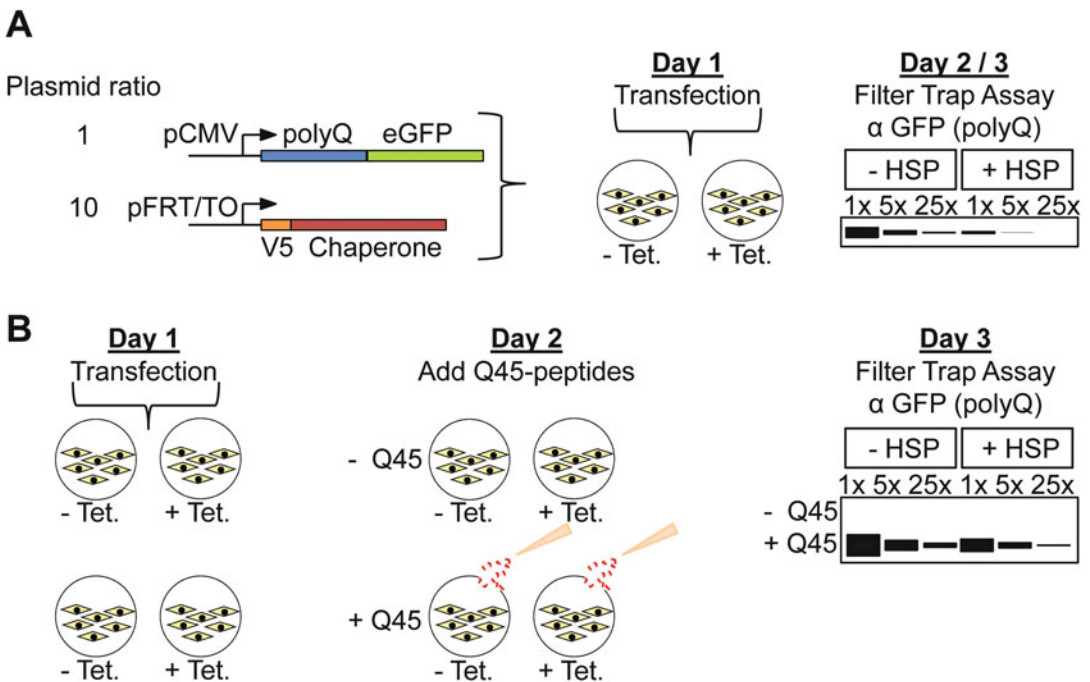 A
Plasmid ratio
1
pCMV
polyQ
eGFP
10
pFRT/TO
V5 Chaperone
Day 1
Transfection
- Tet.
+ Tet.
Day 2 / 3
Filter Trap Assay
α GFP (polyQ)
- HSP
+ HSP
1x 5x 25x 1x 5x 25x
B
Day 1
Transfection
- Tet.
+ Tet.
- Tet.
+ Tet.
Day 2
Add Q45-peptides
- Q45
- Tet.
+ Tet.
+ Q45
- Tet.
+ Tet.
Day 3
Filter Trap Assay
α GFP (polyQ)
- HSP
+ HSP
1x 5x 25x 1x 5x 25x
- Q45
+ Q45